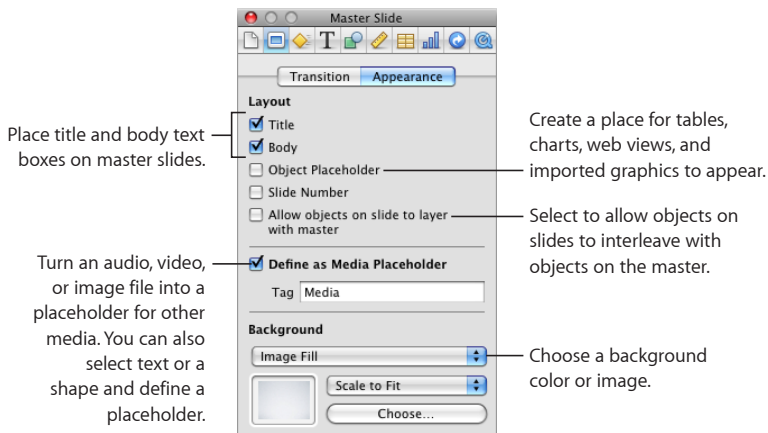 Master Slide
T
Transition
Appearance
Layout
Title
Body
Object Placeholder
Slide Number
Allow objects on slide to layer
with master
Define as Media Placeholder
Tag Media
Background
Image Fill
Scale to Fit
Choose...
Place title and body text
boxes on master slides.
Turn an audio, video,
or image file into a
placeholder for other
media. You can also
select text or a
shape and define a
placeholder.
Create a place for tables,
charts, web views, and
imported graphics to appear.
Select to allow objects on
slides to interleave with
objects on the master.
Choose a background
color or image.